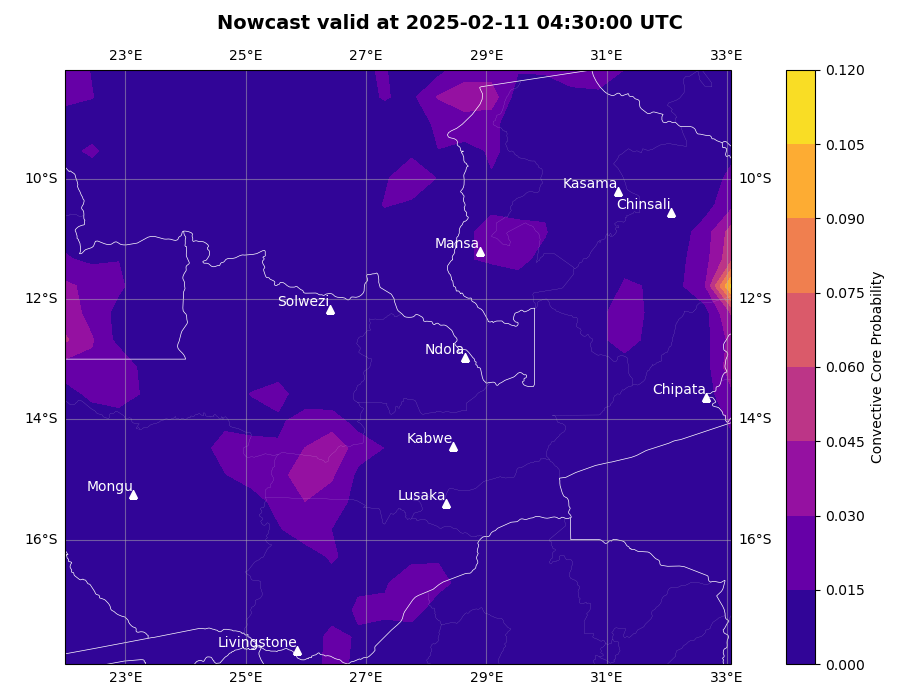 Nowcast valid at 2025-02-11 04:30:00 UTC
23°E 25°E 27°E 29°E 31°E 33°E
0.120
0.105
10°S Kasama 10°S
Chinsali
0.090
Mansa
0.075
12°S Solwezi 12°S
Ndola
0.060
Chipata
14°S 14°S
Kabwe
0.045
Mongu
Lusaka
0.030
16°S 16°S
0.015
Livingstone
0.000
23°E 25°E 27°E 29°E 31°E 33°E
Convective Core Probability